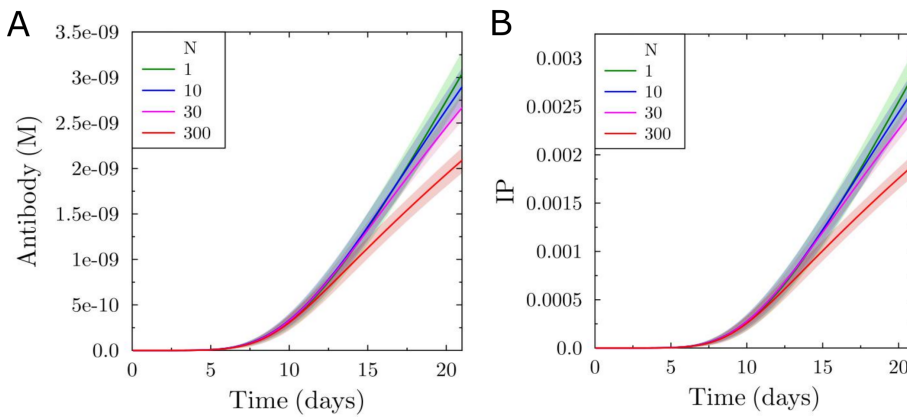 A
Antibody (M)
3.5e-09
3e-09
2.5e-09
2e-09
1.5e-09
1e-09
5e-10
0.0
N
1
10
30
300
0
5
10
15
20
Time (days)
B
IP
0.003
0.0025
0.002
0.0015
0.001
0.0005
0.0
N
1
10
30
300
0
5
10
15
20
Time (days)